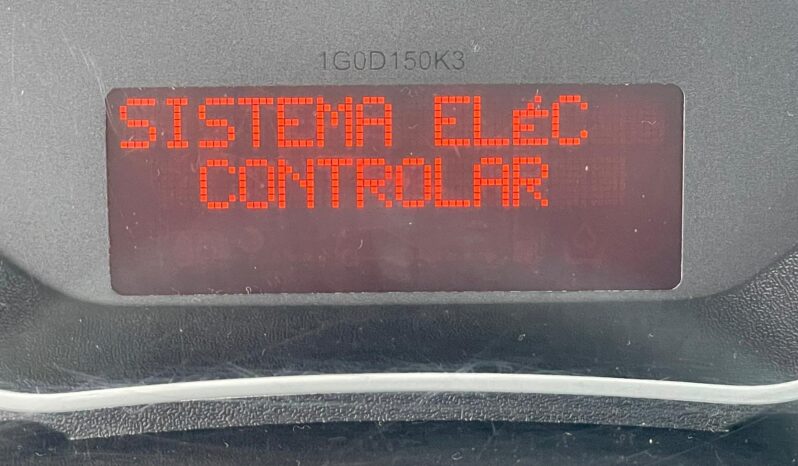 1G0D150K3
SISTEMA ELéC
CONTROLAR